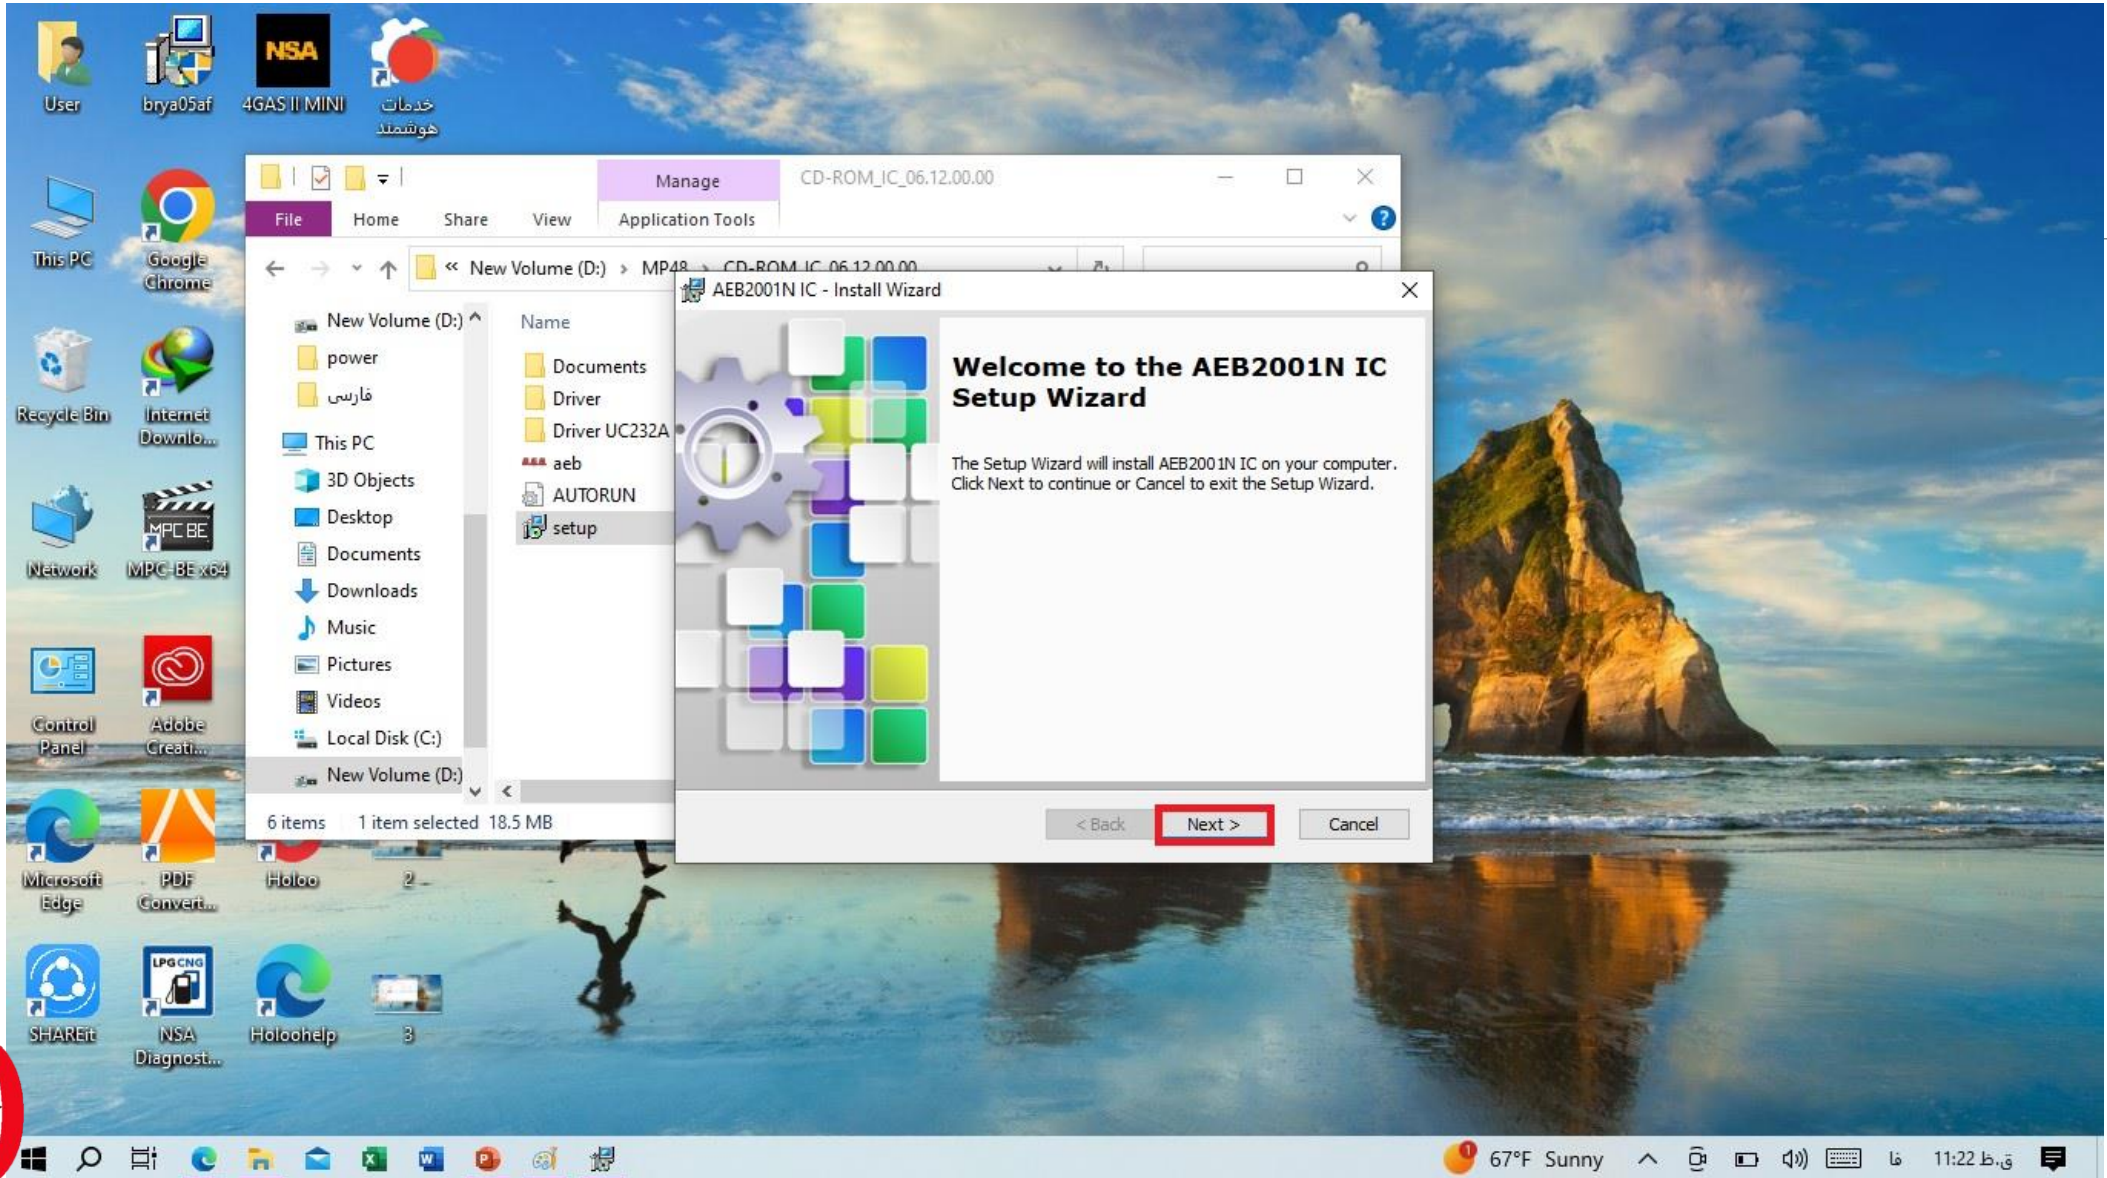 NSA
User
brya05af
4GAS II MINI
خدمات
هوشمند
This PC
Google
Chrome
Recycle Bin
Internet
Downlo...
MPC BE
Network
MPC-BE x64
Control
Panel
Adobe
Creati...
Microsoft
Edge
PDF
Convert...
Holoo
2
LPG CNG
SHAREit
NSA
Diagnost...
Holoohelp
3
Manage
CD-ROM_IC_06.12.00.00
File
Home
Share
View
Application Tools
« New Volume (D:) › MP48 › CD-ROM_IC_06.12.00.00
New Volume (D:)
power
فارسی
This PC
3D Objects
Desktop
Documents
Downloads
Music
Pictures
Videos
Local Disk (C:)
New Volume (D:)
Name
Documents
Driver
Driver UC232A
aeb
AUTORUN
setup
6 items
1 item selected 18.5 MB
AEB2001N IC - Install Wizard
Welcome to the AEB2001N IC
Setup Wizard
The Setup Wizard will install AEB2001N IC on your computer.
Click Next to continue or Cancel to exit the Setup Wizard.
< Back
Next >
Cancel
1
67°F Sunny
فا
11:22 ق.ظ